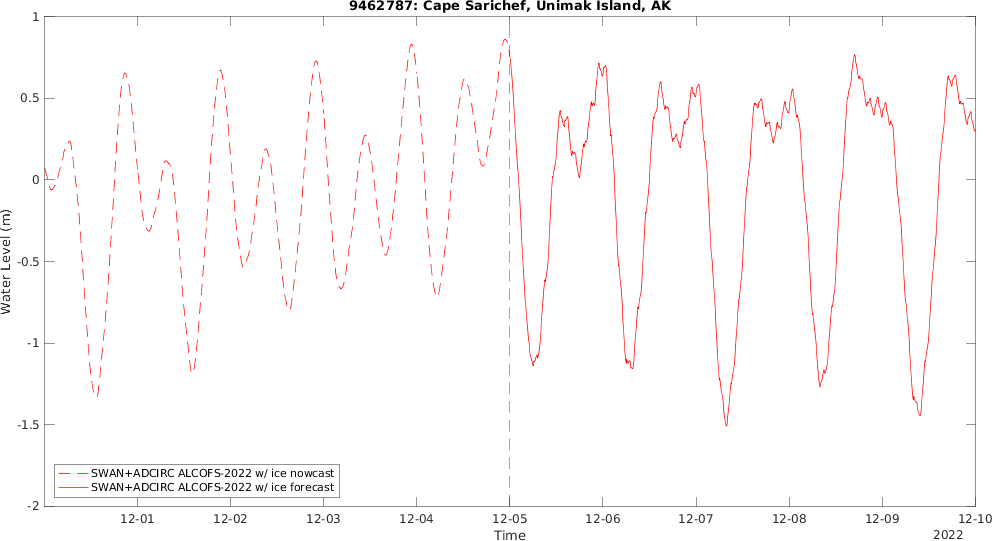 9462787: Cape Sarichef, Unimak Island, AK
1
0.5
0
-0.5
-1
-1.5
-2
Water Level (m)
SWAN+ADCIRC ALCOFS-2022 w/ ice nowcast
SWAN+ADCIRC ALCOFS-2022 w/ ice forecast
12-01 12-02 12-03 12-04 12-05 12-06 12-07 12-08 12-09 12-10
Time
2022